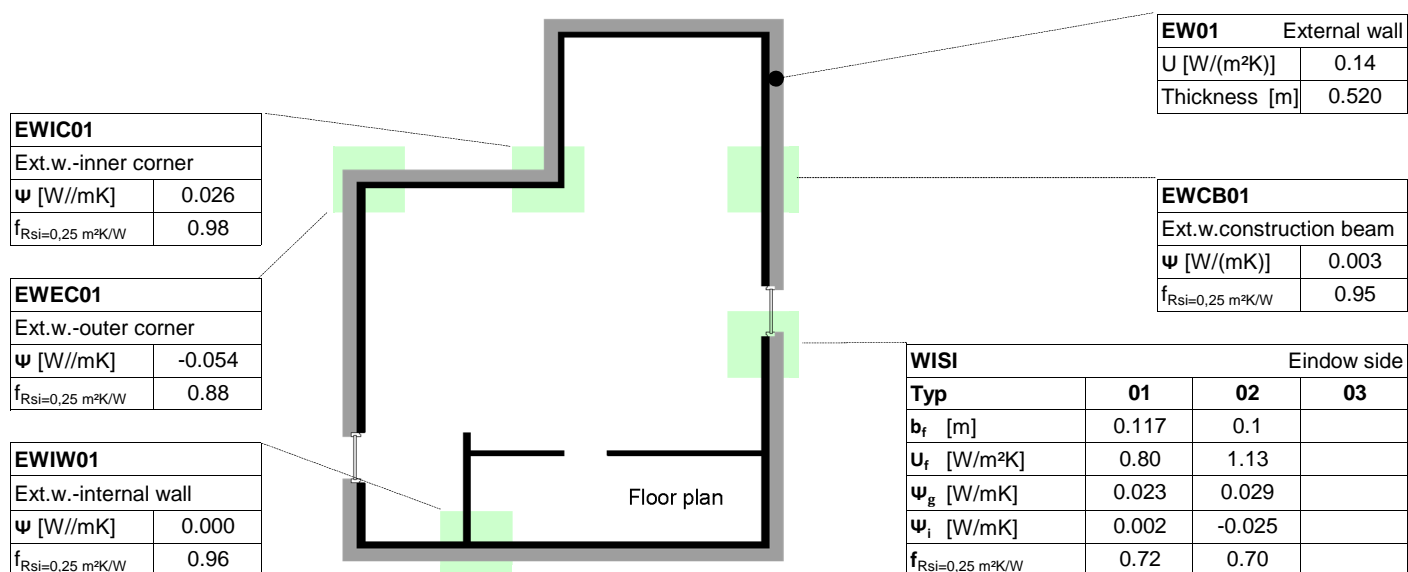 EW01 External wall
U [W/(m²K)] 0.14
Thickness [m] 0.520
EWIC01
Ext.w.-inner corner
Ψ [W//mK] 0.026
fRsi=0,25 m²K/W 0.98
EWCB01
Ext.w.construction beam
Ψ [W/(mK)] 0.003
fRsi=0,25 m²K/W 0.95
EWEC01
Ext.w.-outer corner
Ψ [W//mK] -0.054
fRsi=0,25 m²K/W 0.88
WISI Eindow side
Typ 01 02 03
bf [m] 0.117 0.1
Uf [W/m²K] 0.80 1.13
Ψg [W/mK] 0.023 0.029
Ψi [W/mK] 0.002 -0.025
fRsi=0,25 m²K/W 0.72 0.70
EWIW01
Ext.w.-internal wall
Ψ [W//mK] 0.000
fRsi=0,25 m²K/W 0.96
Floor plan